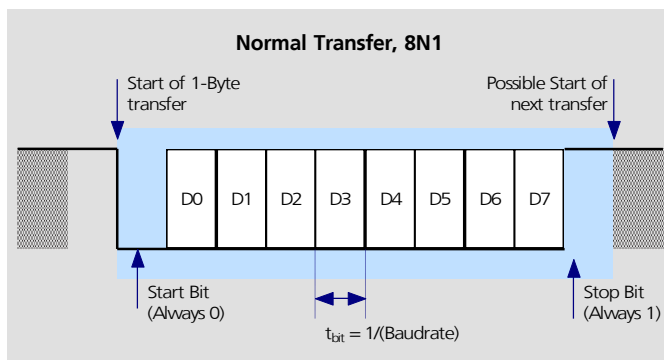 Normal Transfer, 8N1
Start of 1-Byte
transfer
Possible Start of
next transfer
D0 D1 D2 D3 D4 D5 D6 D7
Start Bit
(Always 0)
t_bit = 1/(Baudrate)
Stop Bit
(Always 1)